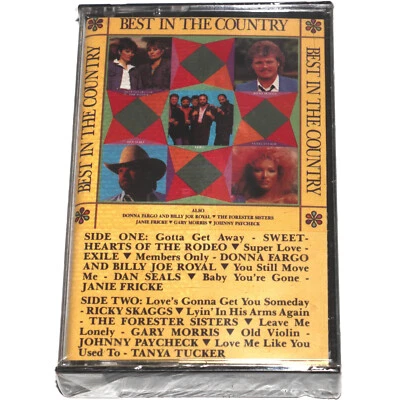 BEST IN THE COUNTRY
BEST IN THE COUNTRY
BEST IN THE COUNTRY
ALSO
DONNA FARGO AND BILLY JOE ROYAL ♥ THE FORESTER SISTERS
JANIE FRICKE ♥ GARY MORRIS ♥ JOHNNY PAYCHECK
SIDE ONE: Gotta Get Away - SWEET-
HEARTS OF THE RODEO ♥ Super Love -
EXILE ♥ Members Only - DONNA FARGO
AND BILLY JOE ROYAL ♥ You Still Move
Me - DAN SEALS ♥ Baby You're Gone -
JANIE FRICKE
SIDE TWO: Love's Gonna Get You Someday
- RICKY SKAGGS ♥ Lyin' In His Arms Again
- THE FORESTER SISTERS ♥ Leave Me
Lonely - GARY MORRIS ♥ Old Violin -
JOHNNY PAYCHECK ♥ Love Me Like You
Used To - TANYA TUCKER